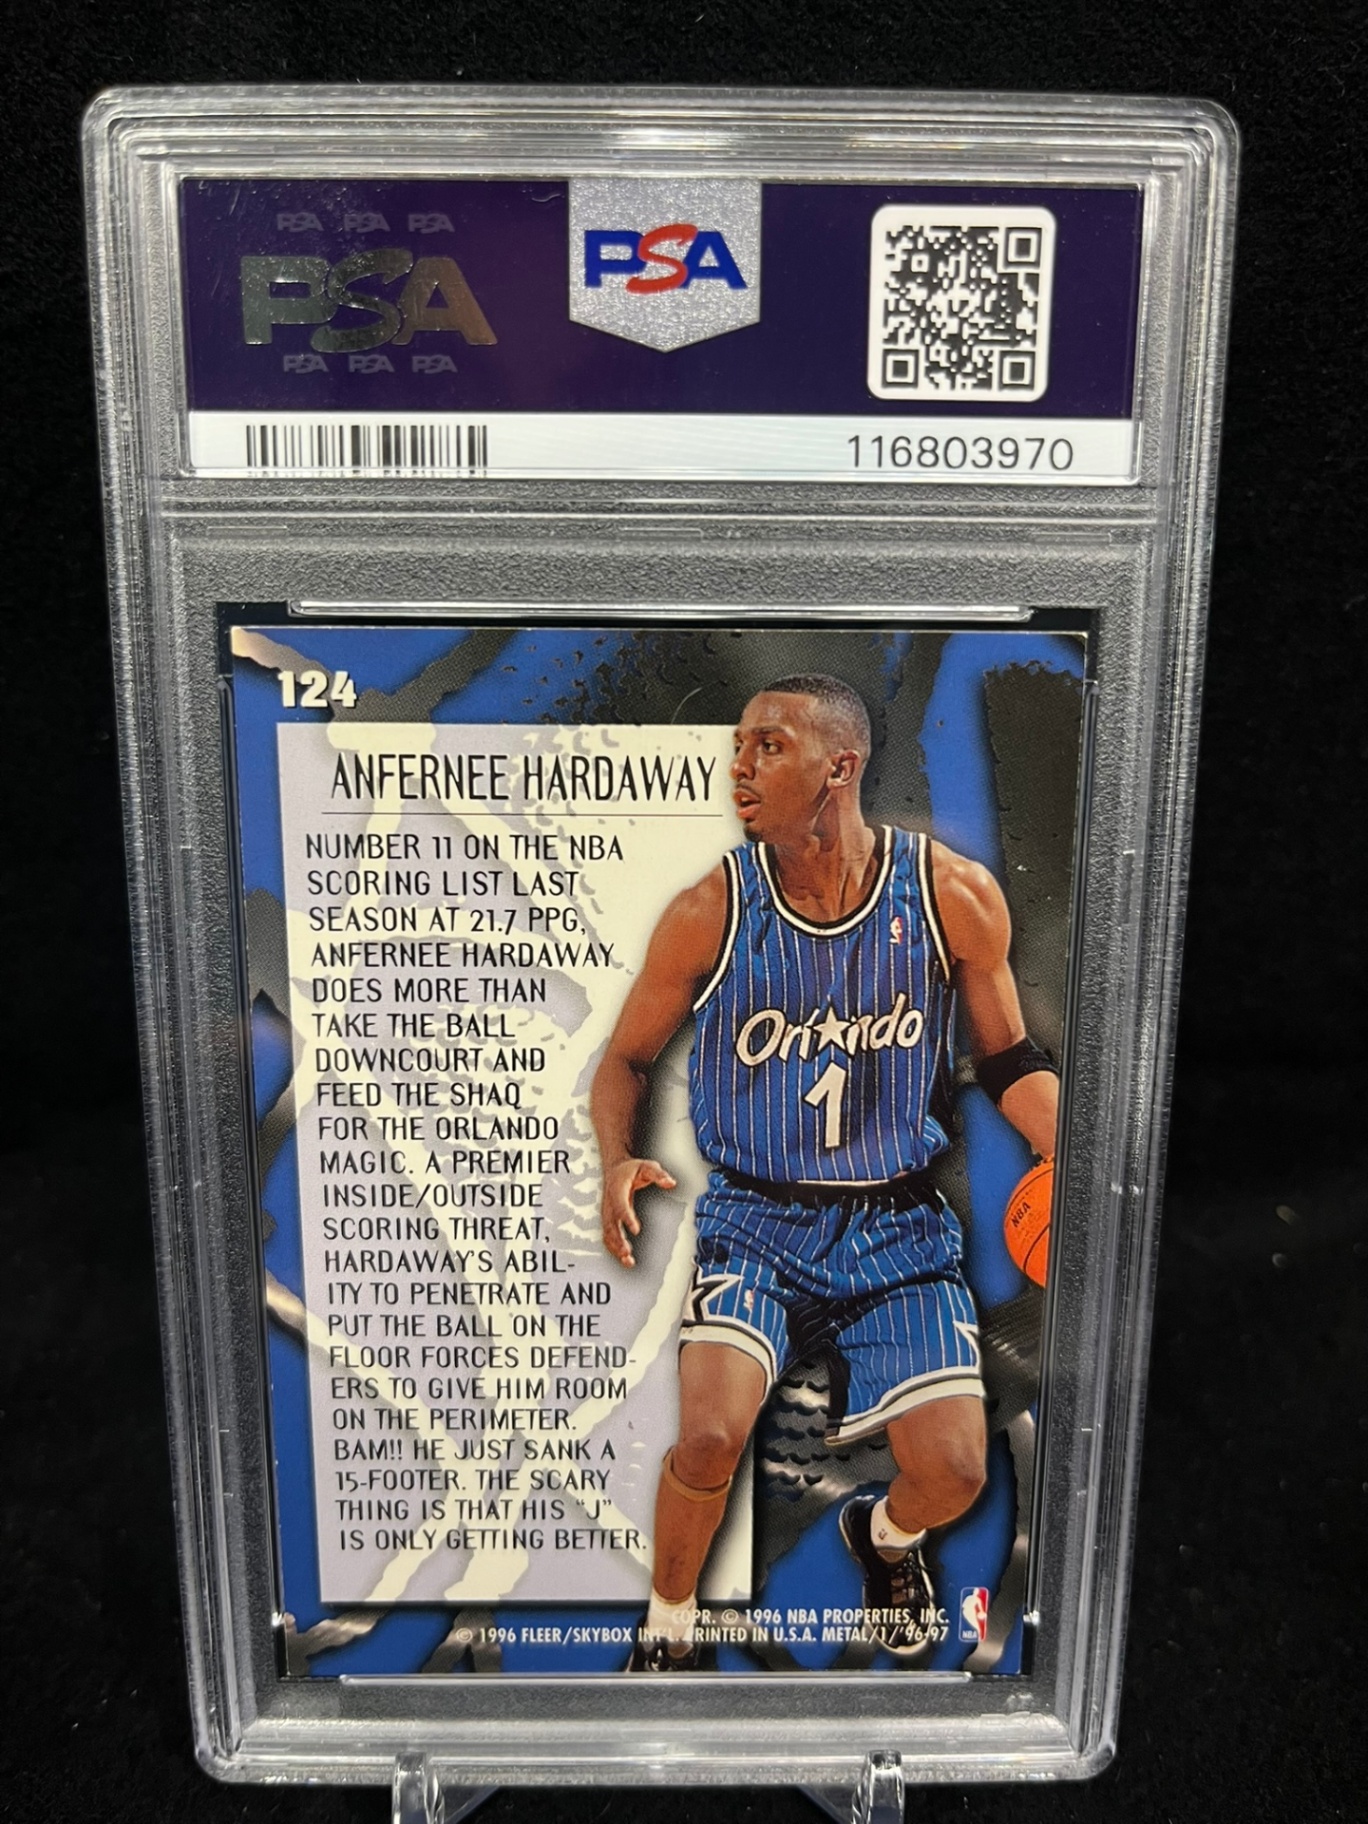 PSA PSA PSA
PSA
PSA PSA PSA
PSA
116803970
124
ANFERNEE HARDAWAY
NUMBER 11 ON THE NBA
SCORING LIST LAST
SEASON AT 21.7 PPG,
ANFERNEE HARDAWAY
DOES MORE THAN
TAKE THE BALL
DOWNCOURT AND
FEED THE SHAQ
FOR THE ORLANDO
MAGIC. A PREMIER
INSIDE/OUTSIDE
SCORING THREAT,
HARDAWAY'S ABIL-
ITY TO PENETRATE AND
PUT THE BALL ON THE
FLOOR FORCES DEFEND-
ERS TO GIVE HIM ROOM
ON THE PERIMETER.
BAM!! HE JUST SANK A
15-FOOTER. THE SCARY
THING IS THAT HIS "J"
IS ONLY GETTING BETTER.
Orlando
1
NBA
COPR. © 1996 NBA PROPERTIES, INC.
© 1996 FLEER/SKYBOX INT'L. PRINTED IN U.S.A. METAL/1/'96-97
NBA